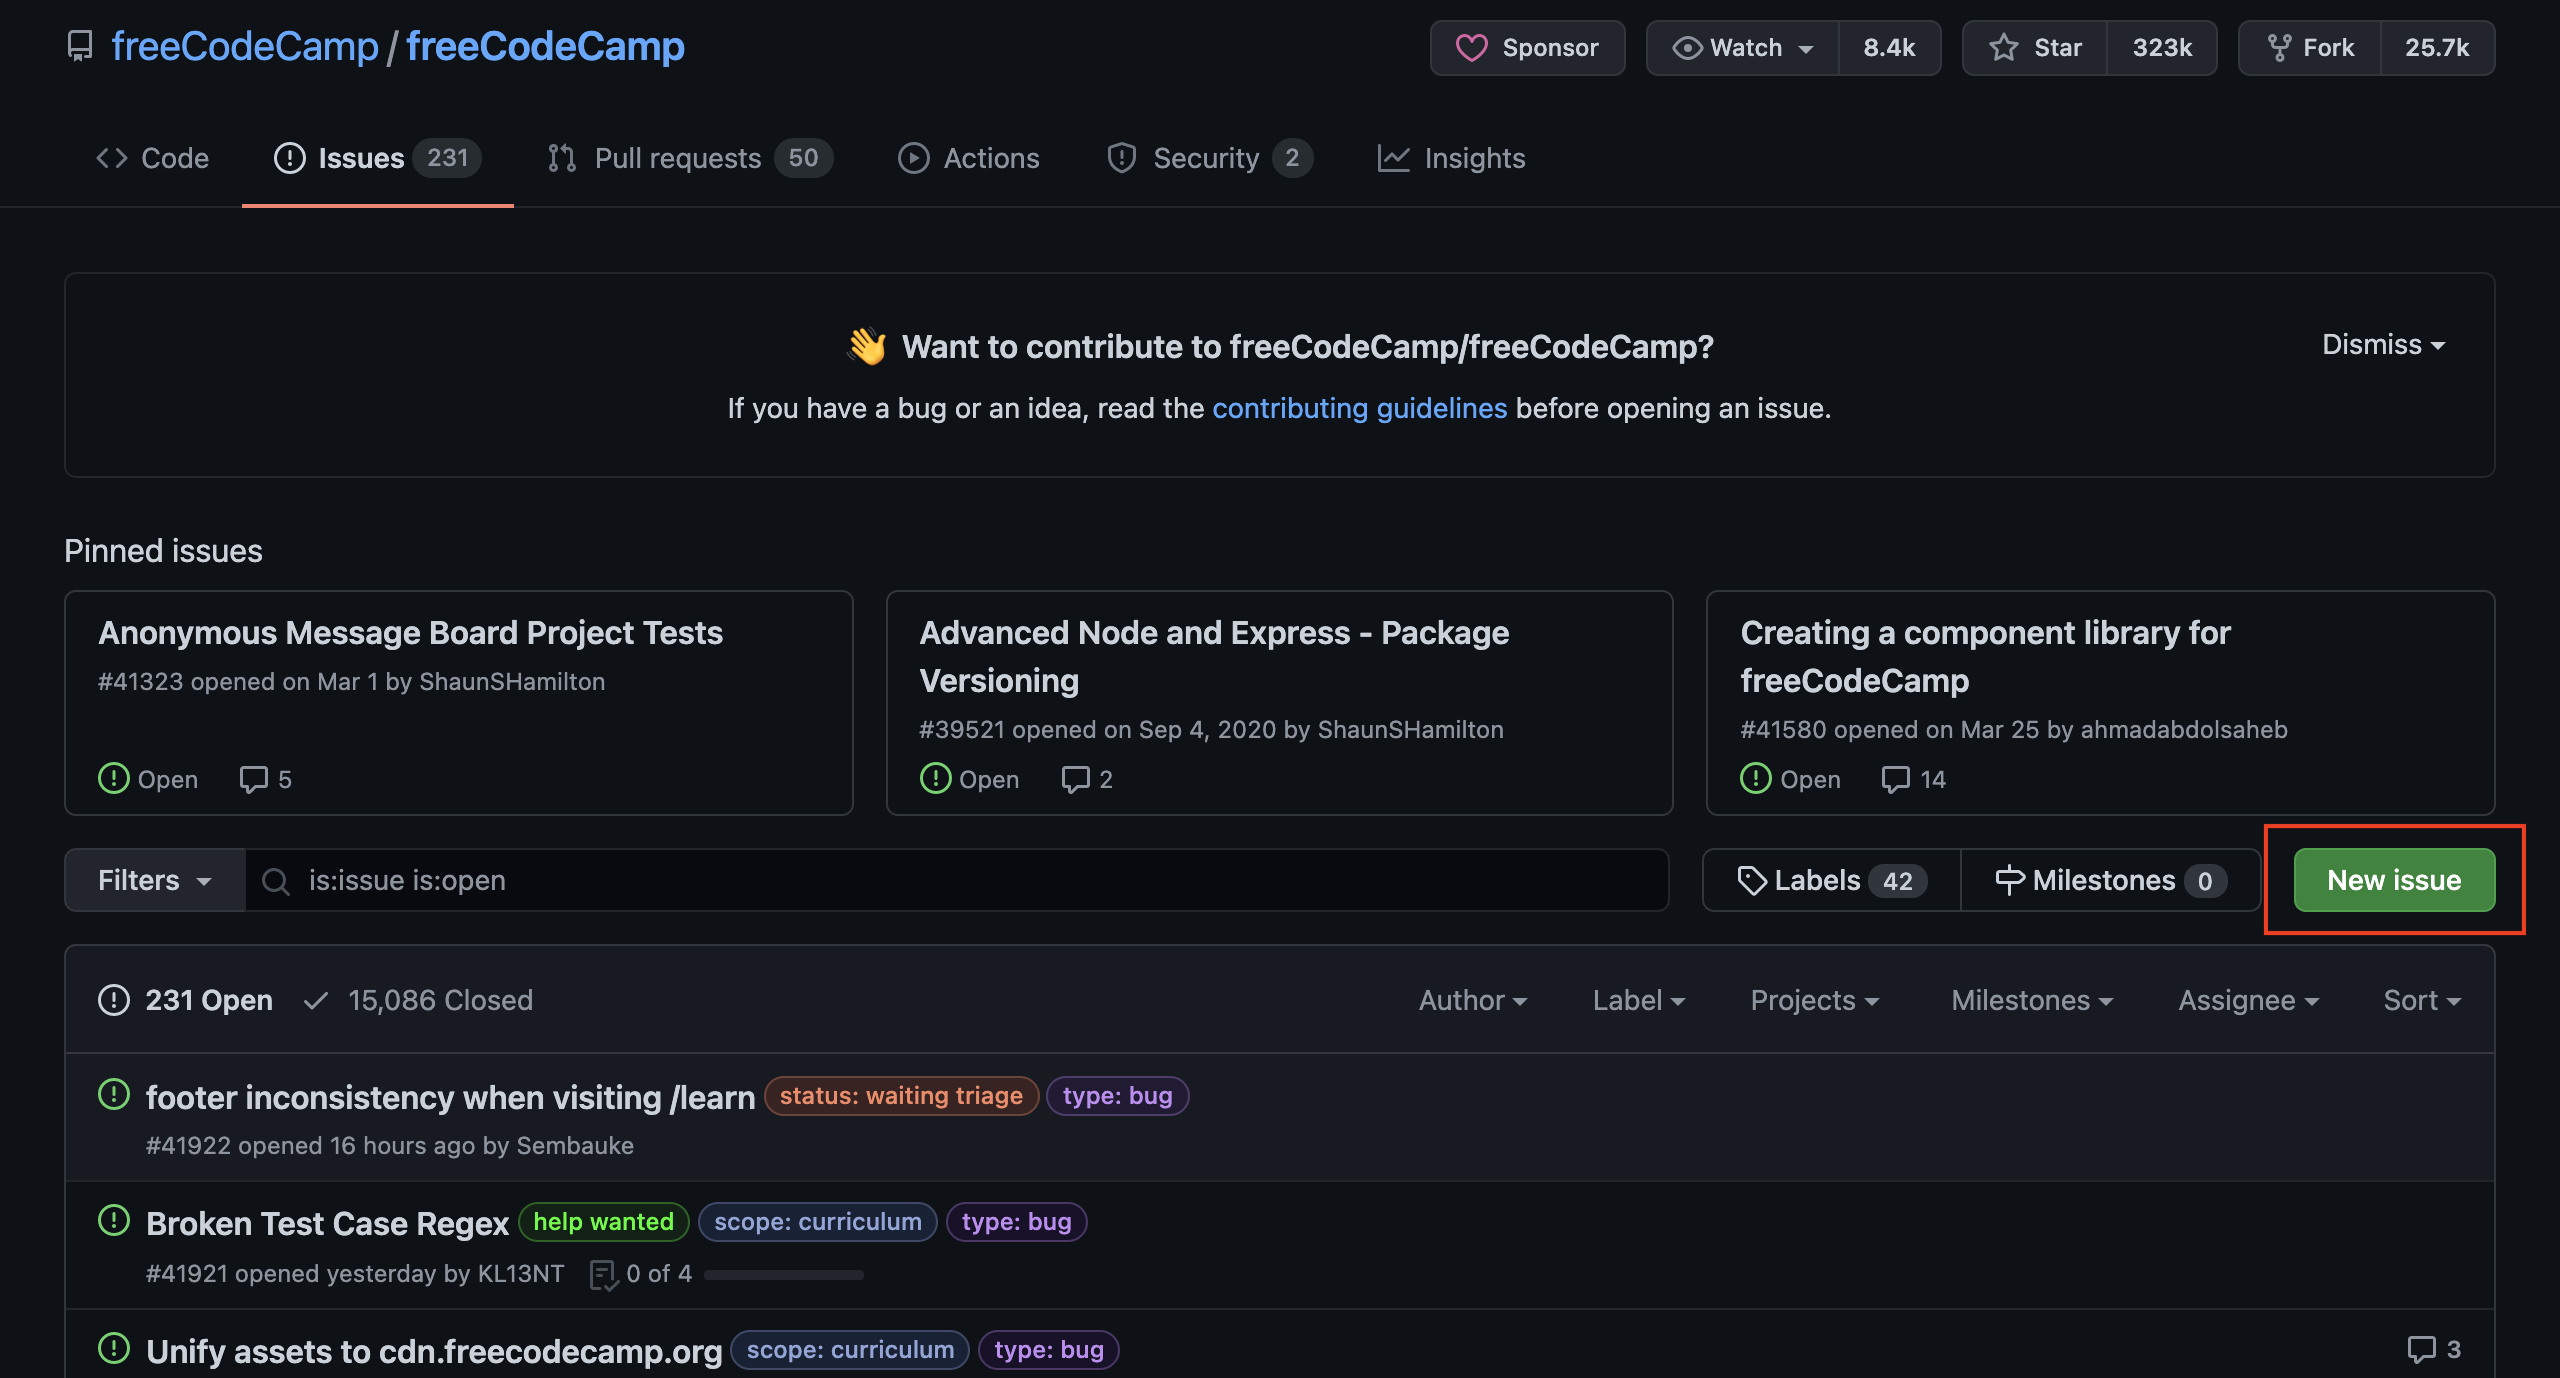 freeCodeCamp / freeCodeCamp
Sponsor
Watch 8.4k
Star 323k
Fork 25.7k
Code
Issues 231
Pull requests 50
Actions
Security 2
Insights
👋 Want to contribute to freeCodeCamp/freeCodeCamp?
Dismiss
If you have a bug or an idea, read the contributing guidelines before opening an issue.
Pinned issues
Anonymous Message Board Project Tests
#41323 opened on Mar 1 by ShaunSHamilton
Open 5
Advanced Node and Express - Package
Versioning
#39521 opened on Sep 4, 2020 by ShaunSHamilton
Open 2
Creating a component library for
freeCodeCamp
#41580 opened on Mar 25 by ahmadabdolsaheb
Open 14
Filters
is:issue is:open
Labels 42
Milestones 0
New issue
231 Open
15,086 Closed
Author
Label
Projects
Milestones
Assignee
Sort
footer inconsistency when visiting /learn status: waiting triage type: bug
#41922 opened 16 hours ago by Sembauke
Broken Test Case Regex help wanted scope: curriculum type: bug
#41921 opened yesterday by KL13NT 0 of 4
Unify assets to cdn.freecodecamp.org scope: curriculum type: bug
3